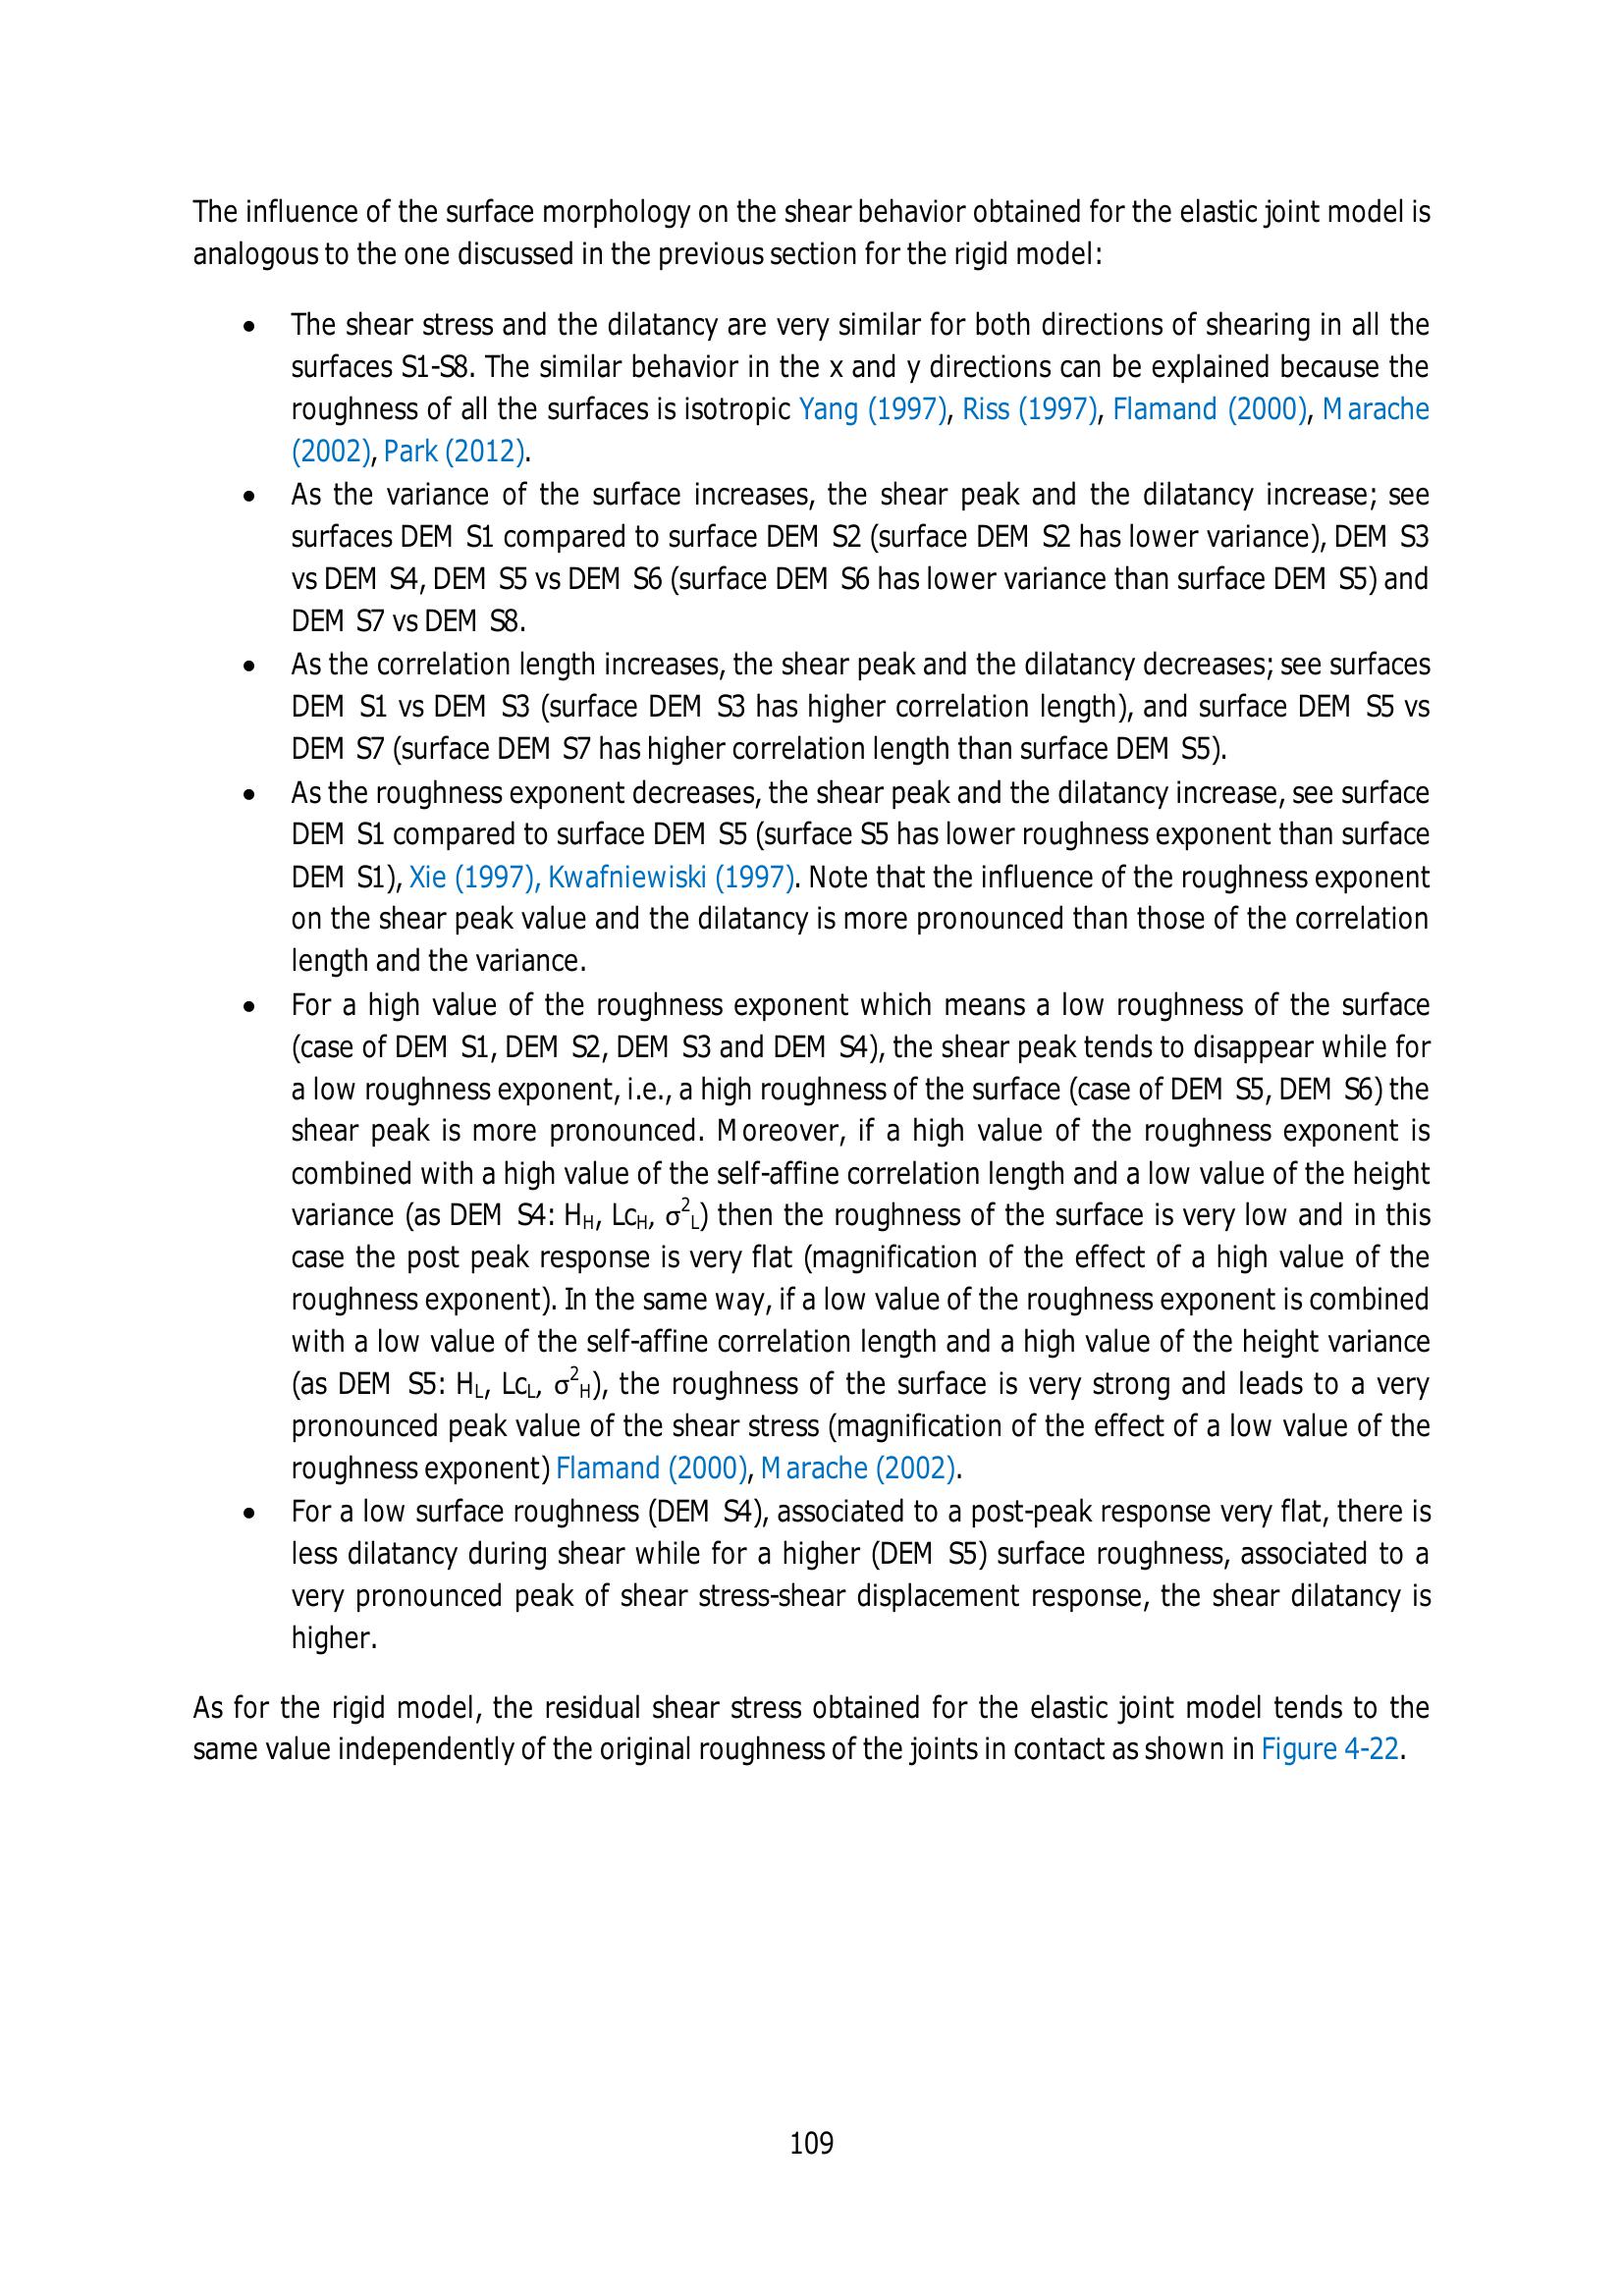 The influence of the surface morphology on the shear behavior obtained for the elastic joint model is
analogous to the one discussed in the previous section for the rigid model:
• The shear stress and the dilatancy are very similar for both directions of shearing in all the
surfaces S1-S8. The similar behavior in the x and y directions can be explained because the
roughness of all the surfaces is isotropic Yang (1997), Riss (1997), Flamand (2000), Marache
(2002), Park (2012).
• As the variance of the surface increases, the shear peak and the dilatancy increase; see
surfaces DEM S1 compared to surface DEM S2 (surface DEM S2 has lower variance), DEM S3
vs DEM S4, DEM S5 vs DEM S6 (surface DEM S6 has lower variance than surface DEM S5) and
DEM S7 vs DEM S8.
• As the correlation length increases, the shear peak and the dilatancy decreases; see surfaces
DEM S1 vs DEM S3 (surface DEM S3 has higher correlation length), and surface DEM S5 vs
DEM S7 (surface DEM S7 has higher correlation length than surface DEM S5).
• As the roughness exponent decreases, the shear peak and the dilatancy increase, see surface
DEM S1 compared to surface DEM S5 (surface S5 has lower roughness exponent than surface
DEM S1), Xie (1997), Kwafniewiski (1997). Note that the influence of the roughness exponent
on the shear peak value and the dilatancy is more pronounced than those of the correlation
length and the variance.
• For a high value of the roughness exponent which means a low roughness of the surface
(case of DEM S1, DEM S2, DEM S3 and DEM S4), the shear peak tends to disappear while for
a low roughness exponent, i.e., a high roughness of the surface (case of DEM S5, DEM S6) the
shear peak is more pronounced. Moreover, if a high value of the roughness exponent is
combined with a high value of the self-affine correlation length and a low value of the height
variance (as DEM S4: H_H, Lc_H, σ²_L) then the roughness of the surface is very low and in this
case the post peak response is very flat (magnification of the effect of a high value of the
roughness exponent). In the same way, if a low value of the roughness exponent is combined
with a low value of the self-affine correlation length and a high value of the height variance
(as DEM S5: H_L, Lc_L, σ²_H), the roughness of the surface is very strong and leads to a very
pronounced peak value of the shear stress (magnification of the effect of a low value of the
roughness exponent) Flamand (2000), Marache (2002).
• For a low surface roughness (DEM S4), associated to a post-peak response very flat, there is
less dilatancy during shear while for a higher (DEM S5) surface roughness, associated to a
very pronounced peak of shear stress-shear displacement response, the shear dilatancy is
higher.
As for the rigid model, the residual shear stress obtained for the elastic joint model tends to the
same value independently of the original roughness of the joints in contact as shown in Figure 4-22.
109